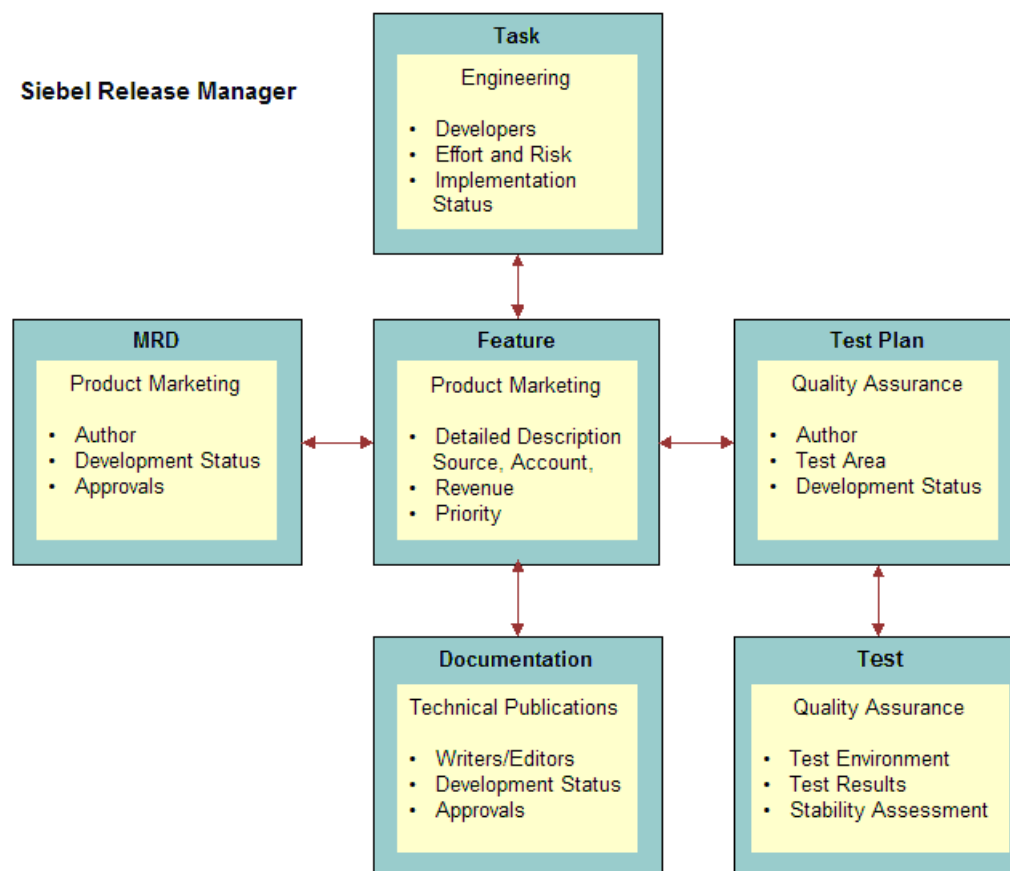 Siebel Release Manager
Task
Engineering
• Developers
• Effort and Risk
• Implementation
Status
MRD
Product Marketing
• Author
• Development Status
• Approvals
Feature
Product Marketing
• Detailed Description
Source, Account,
• Revenue
• Priority
Test Plan
Quality Assurance
• Author
• Test Area
• Development Status
Documentation
Technical Publications
• Writers/Editors
• Development Status
• Approvals
Test
Quality Assurance
• Test Environment
• Test Results
• Stability Assessment